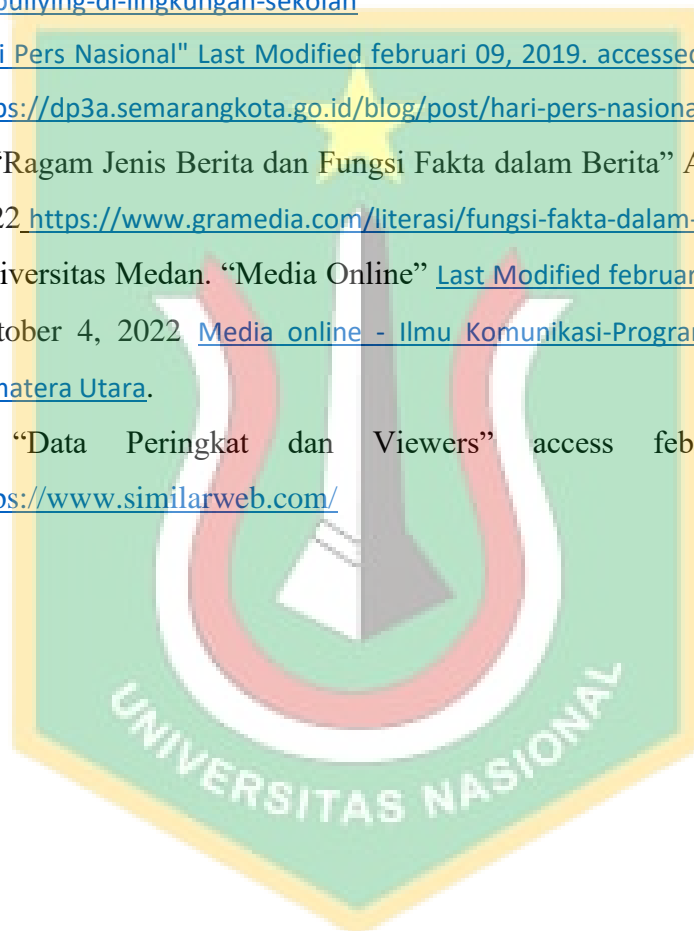 bullying-di-lingkungan-sekolah
i Pers Nasional" Last Modified februari 09, 2019. accessed
ps://dp3a.semarangkota.go.id/blog/post/hari-pers-nasiona
“Ragam Jenis Berita dan Fungsi Fakta dalam Berita” A
22 https://www.gramedia.com/literasi/fungsi-fakta-dalam-
iversitas Medan. “Media Online” Last Modified februar
tober 4, 2022 Media online - Ilmu Komunikasi-Progra
matera Utara.
“Data Peringkat dan Viewers” access feb
ps://www.similarweb.com/
UNIVERSITAS NASIONAL